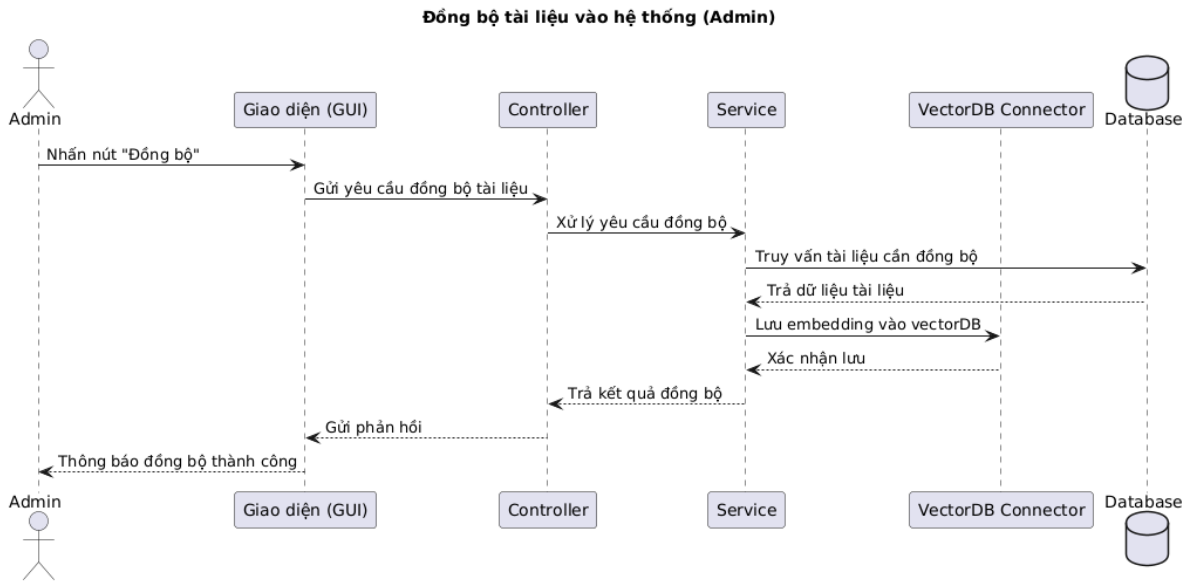 Đồng bộ tài liệu vào hệ thống (Admin)
Admin
Giao diện (GUI)
Controller
Service
VectorDB Connector
Database
Nhấn nút "Đồng bộ"
Gửi yêu cầu đồng bộ tài liệu
Xử lý yêu cầu đồng bộ
Truy vấn tài liệu cần đồng bộ
Trả dữ liệu tài liệu
Lưu embedding vào vectorDB
Xác nhận lưu
Trả kết quả đồng bộ
Gửi phản hồi
Thông báo đồng bộ thành công
Admin
Giao diện (GUI)
Controller
Service
VectorDB Connector
Database